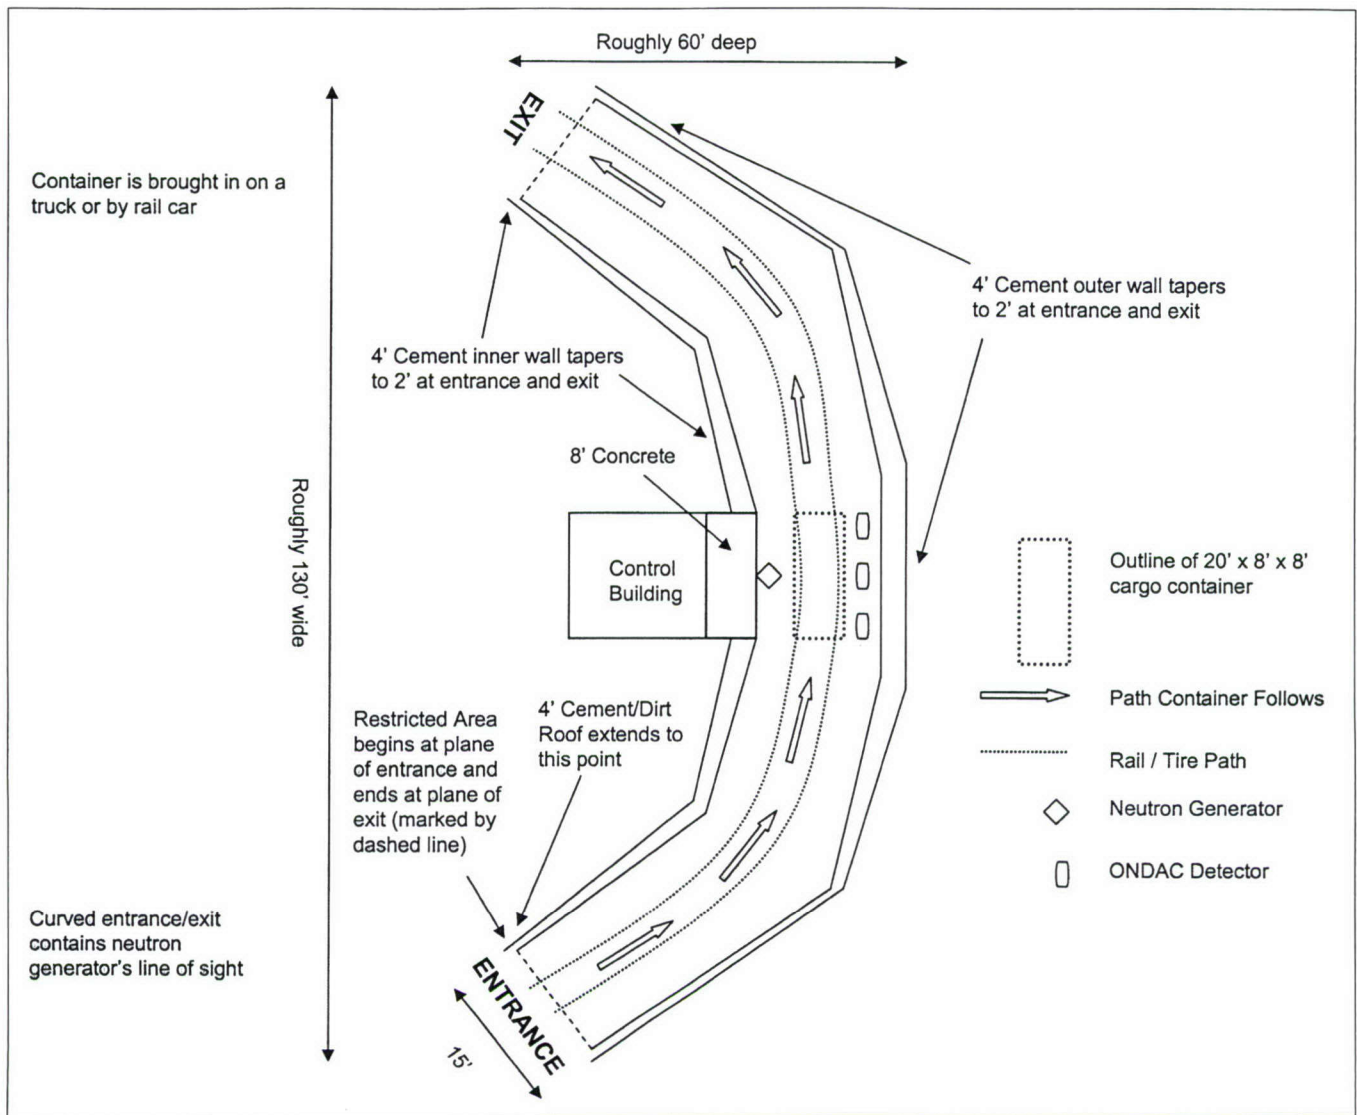 Roughly 60' deep
EXIT
Container is brought in on a
truck or by rail car
4' Cement outer wall tapers
to 2' at entrance and exit
4' Cement inner wall tapers
to 2' at entrance and exit
8' Concrete
Roughly 130' wide
Control
Building
Outline of 20' x 8' x 8'
cargo container
Path Container Follows
Rail / Tire Path
Neutron Generator
ONDAC Detector
Restricted Area
begins at plane
of entrance and
ends at plane of
exit (marked by
dashed line)
4' Cement/Dirt
Roof extends to
this point
Curved entrance/exit
contains neutron
generator's line of sight
ENTRANCE
15'